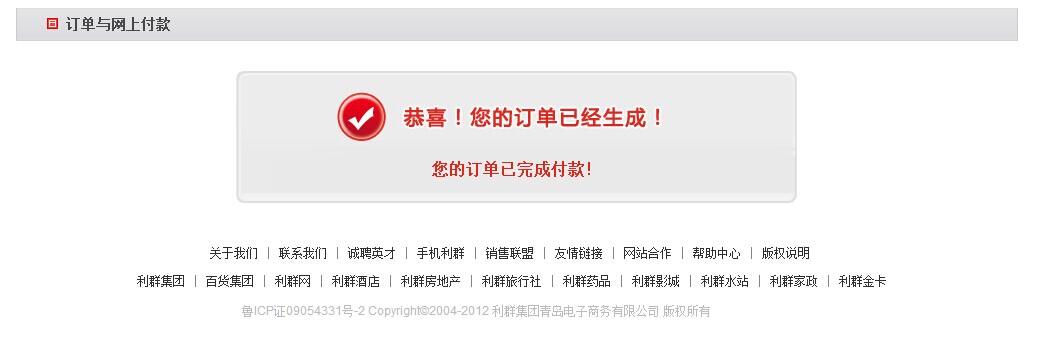 订单与网上付款
恭喜！您的订单已经生成！
您的订单已完成付款!
关于我们 | 联系我们 | 诚聘英才 | 手机利群 | 销售联盟 | 友情链接 | 网站合作 | 帮助中心 | 版权说明
利群集团 | 百货集团 | 利群网 | 利群酒店 | 利群房地产 | 利群旅行社 | 利群药品 | 利群影城 | 利群水站 | 利群家政 | 利群金卡
鲁ICP证09054331号-2 Copyright©2004-2012 利群集团青岛电子商务有限公司 版权所有